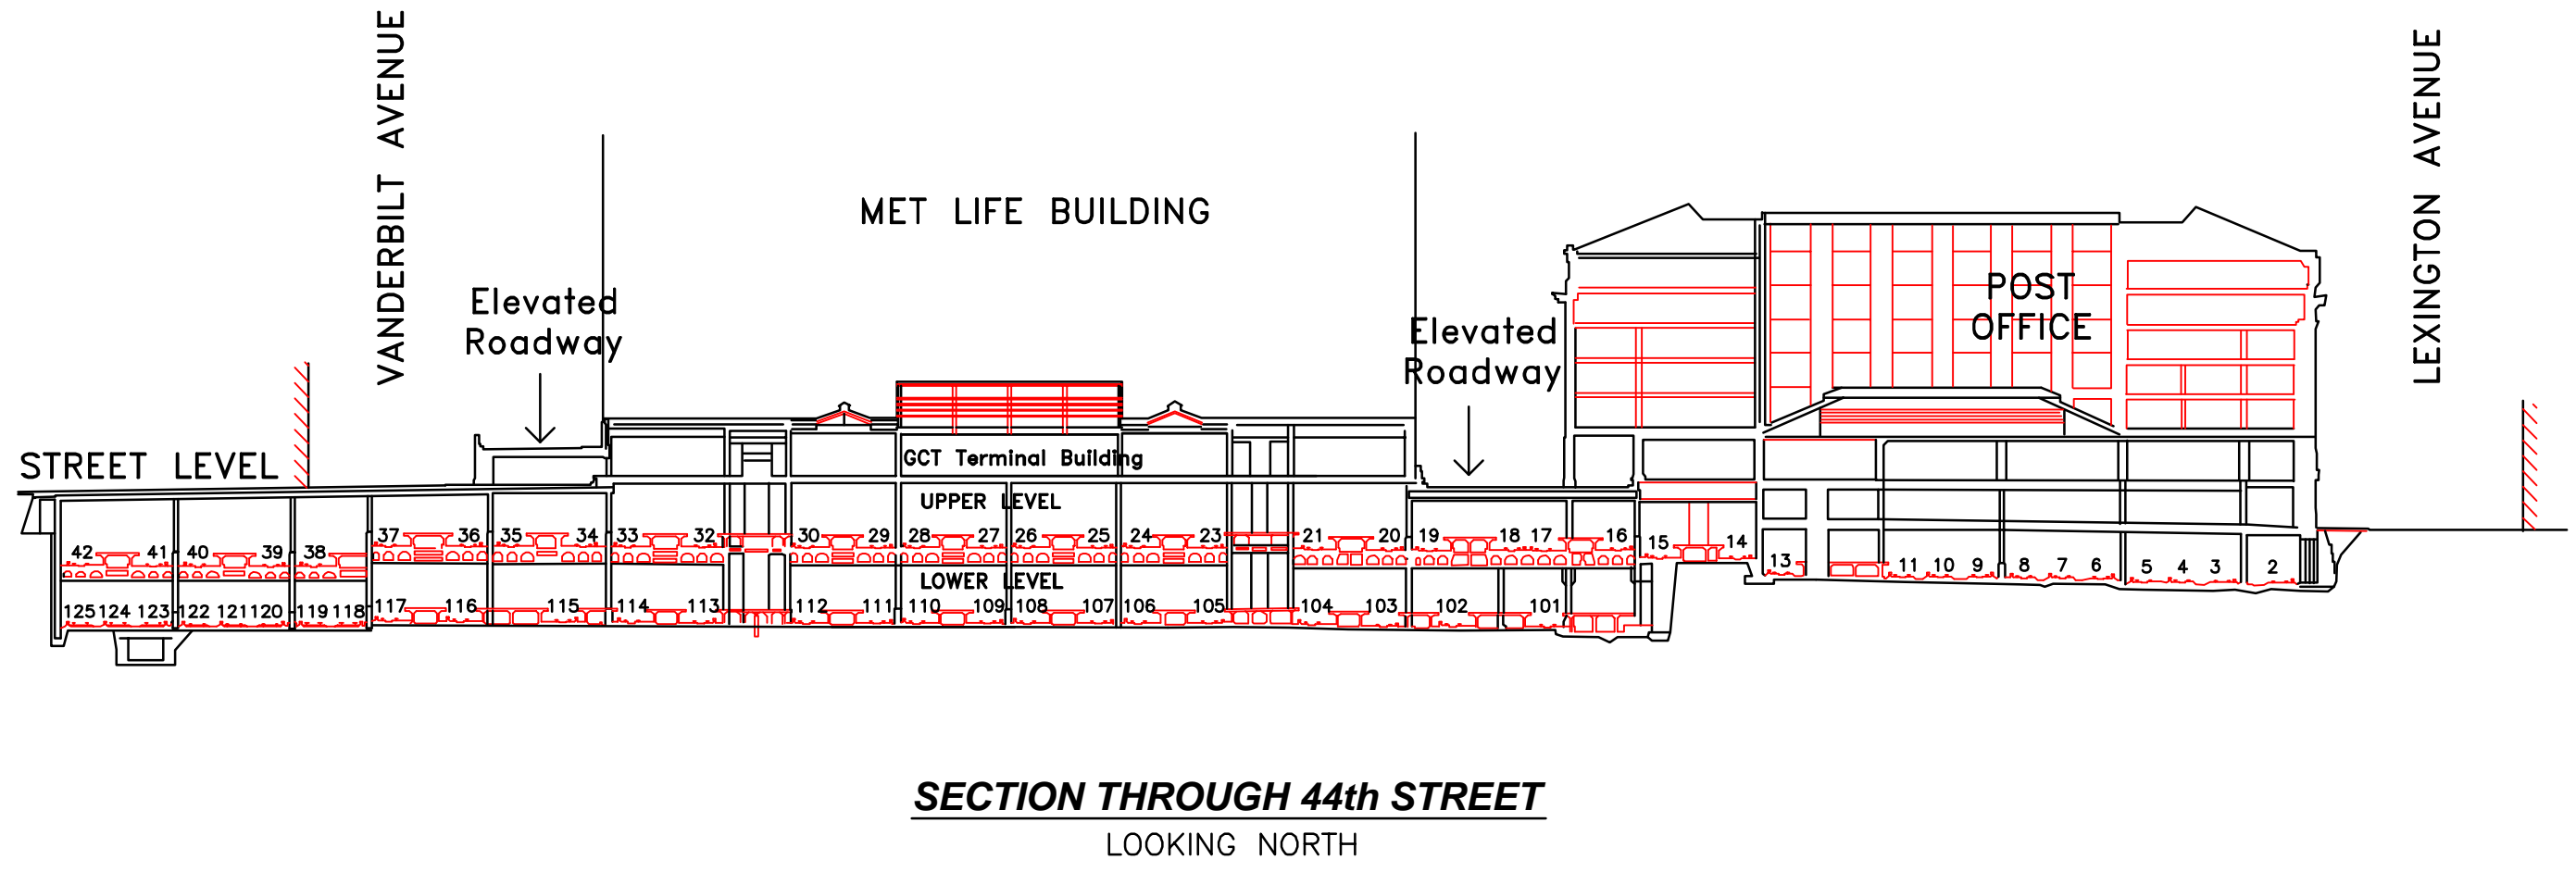 VANDERBILT AVENUE
LEXINGTON AVENUE
MET LIFE BUILDING
Elevated
Roadway
Elevated
Roadway
POST
OFFICE
STREET LEVEL
GCT Terminal Building
UPPER LEVEL
42 41 40 39 38 37 36 35 34 33 32 30 29 28 27 26 25 24 23 21 20 19 18 17 16 15 14 13 11 10 9 8 7 6 5 4 3 2
LOWER LEVEL
125 124 123 122 121 120 119 118 117 116 115 114 113 112 111 110 109 108 107 106 105 104 103 102 101
SECTION THROUGH 44th STREET
LOOKING NORTH